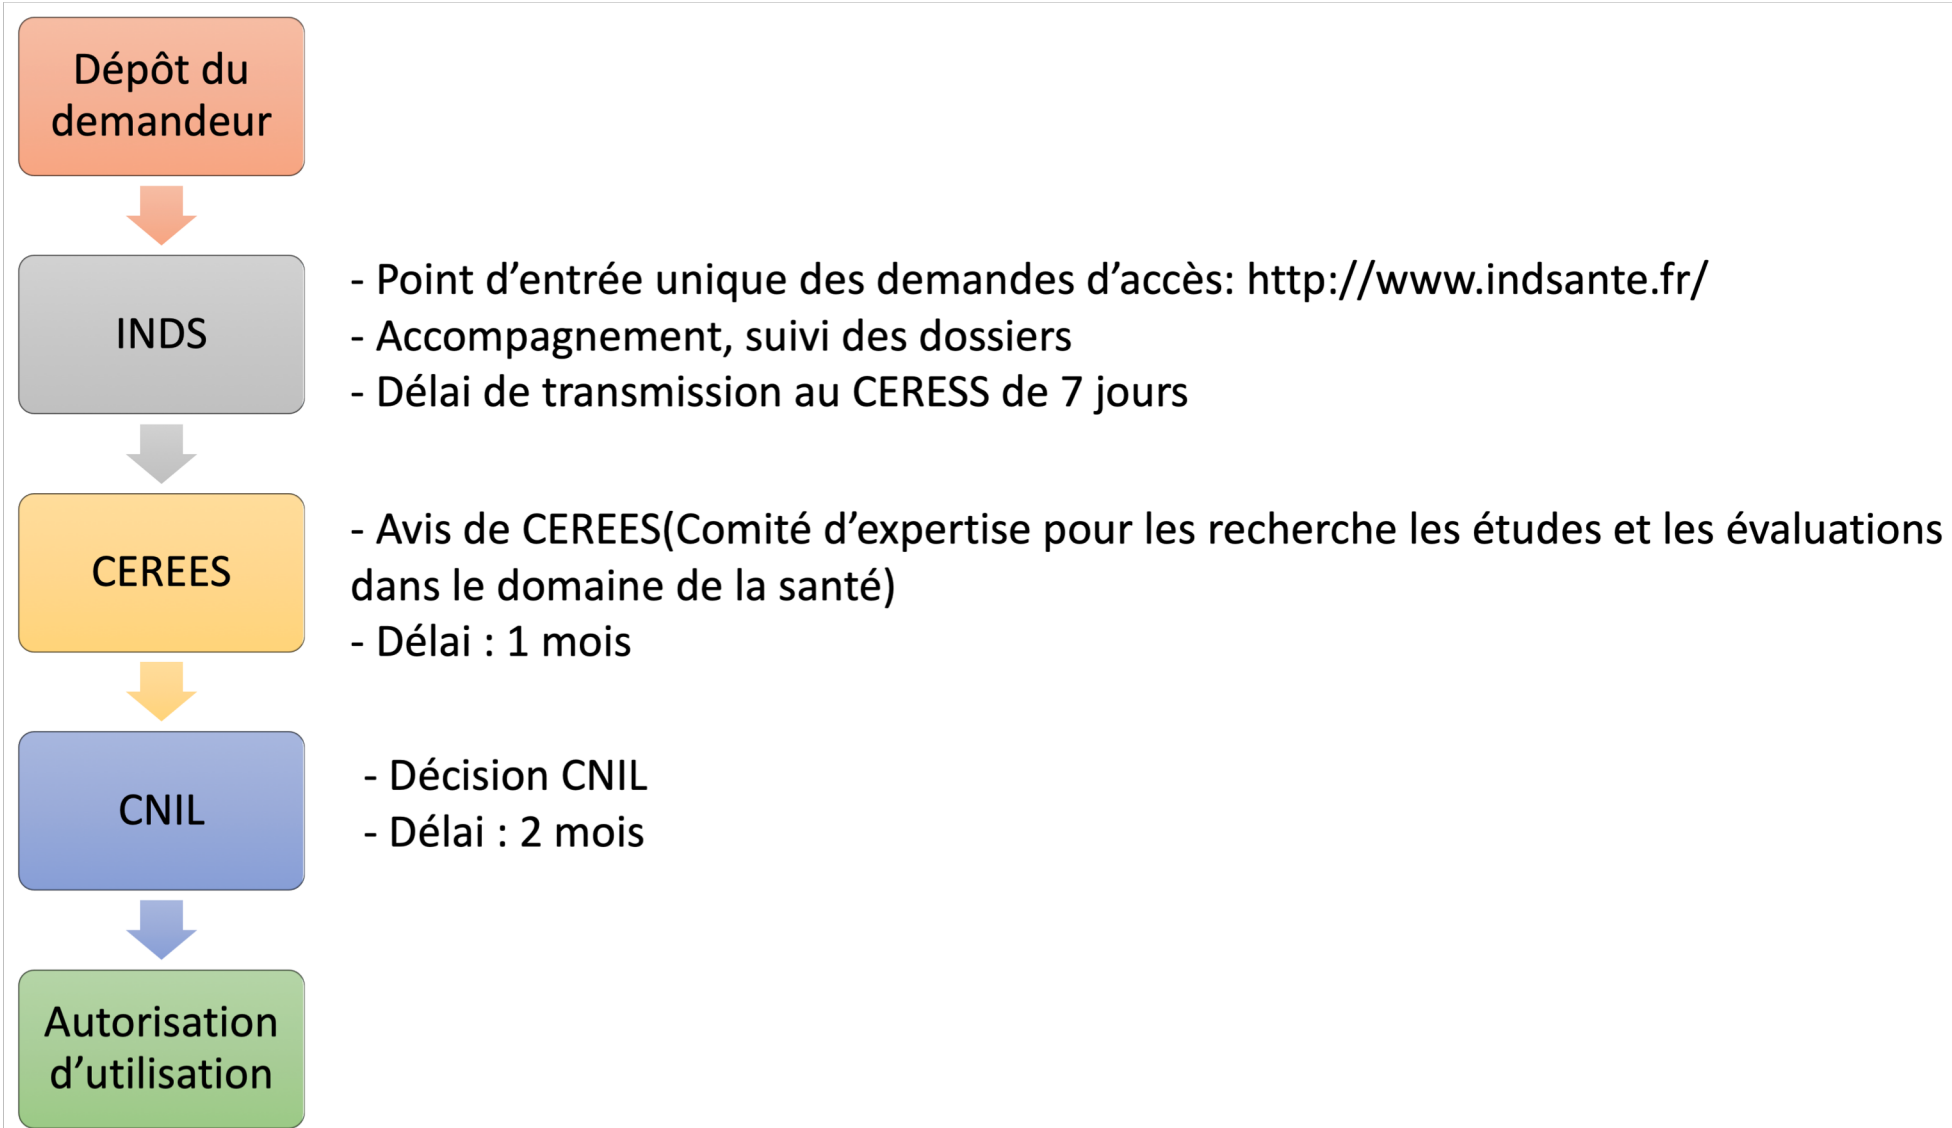 Dépôt du
demandeur
INDS
- Point d’entrée unique des demandes d’accès: http://www.indsante.fr/
- Accompagnement, suivi des dossiers
- Délai de transmission au CERESS de 7 jours
CEREES
- Avis de CEREES(Comité d’expertise pour les recherche les études et les évaluations
dans le domaine de la santé)
- Délai : 1 mois
CNIL
- Décision CNIL
- Délai : 2 mois
Autorisation
d’utilisation